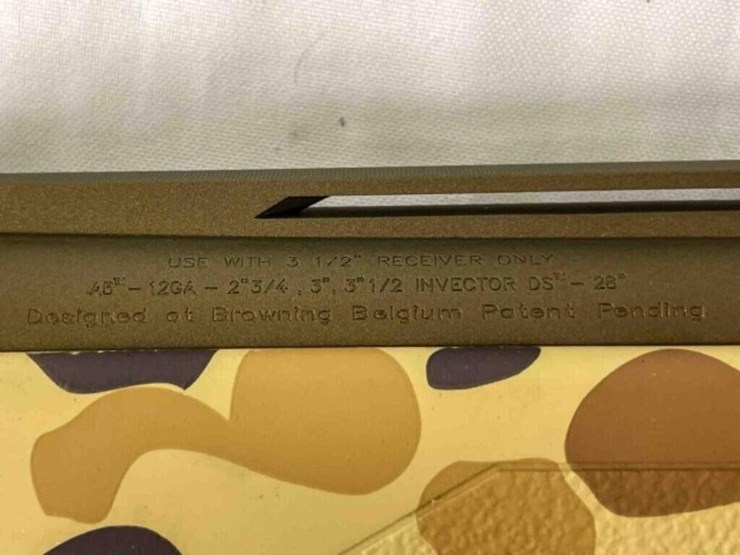 USE WITH 3 1/2" RECEIVER ONLY
A5™ - 12GA - 2"3/4 , 3", 3"1/2 INVECTOR DS™ - 28"
Designed at Browning Belgium Patent Pending